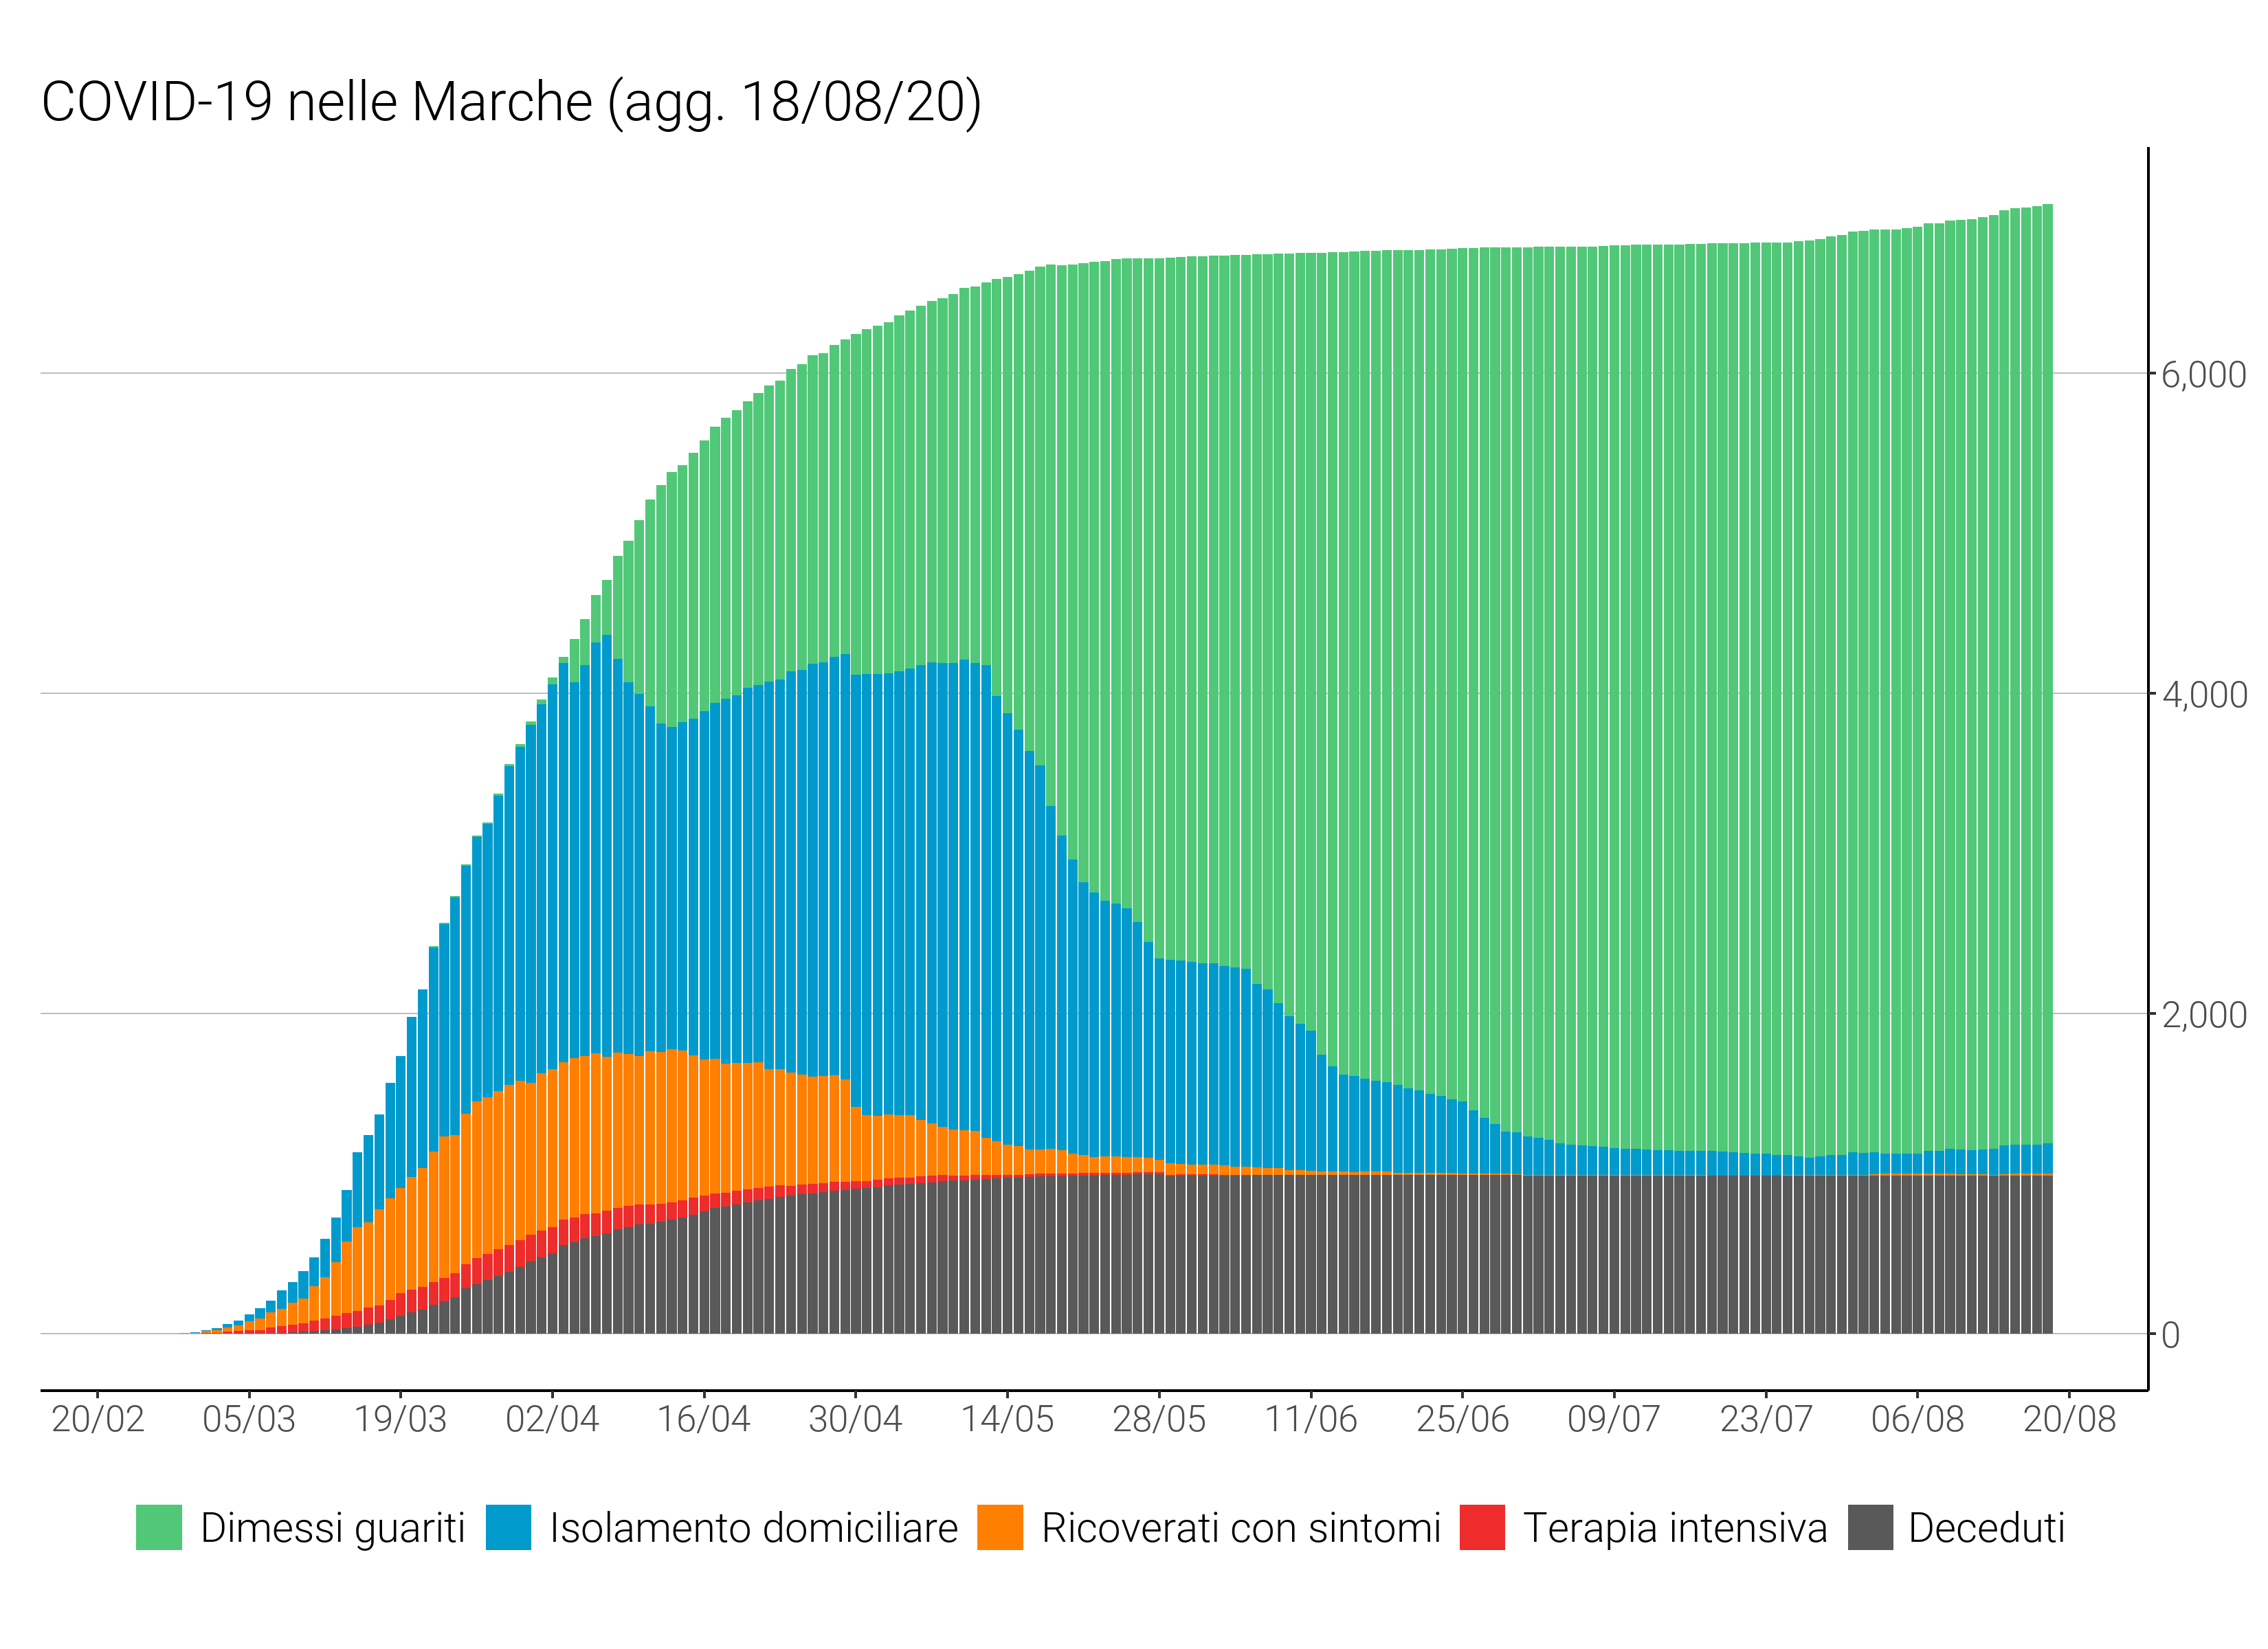 COVID-19 nelle Marche (agg. 18/08/20)
6,000
4,000
2,000
0
20/02 05/03 19/03 02/04 16/04 30/04 14/05 28/05 11/06 25/06 09/07 23/07 06/08 20/08
Dimessi guariti Isolamento domiciliare Ricoverati con sintomi Terapia intensiva Deceduti